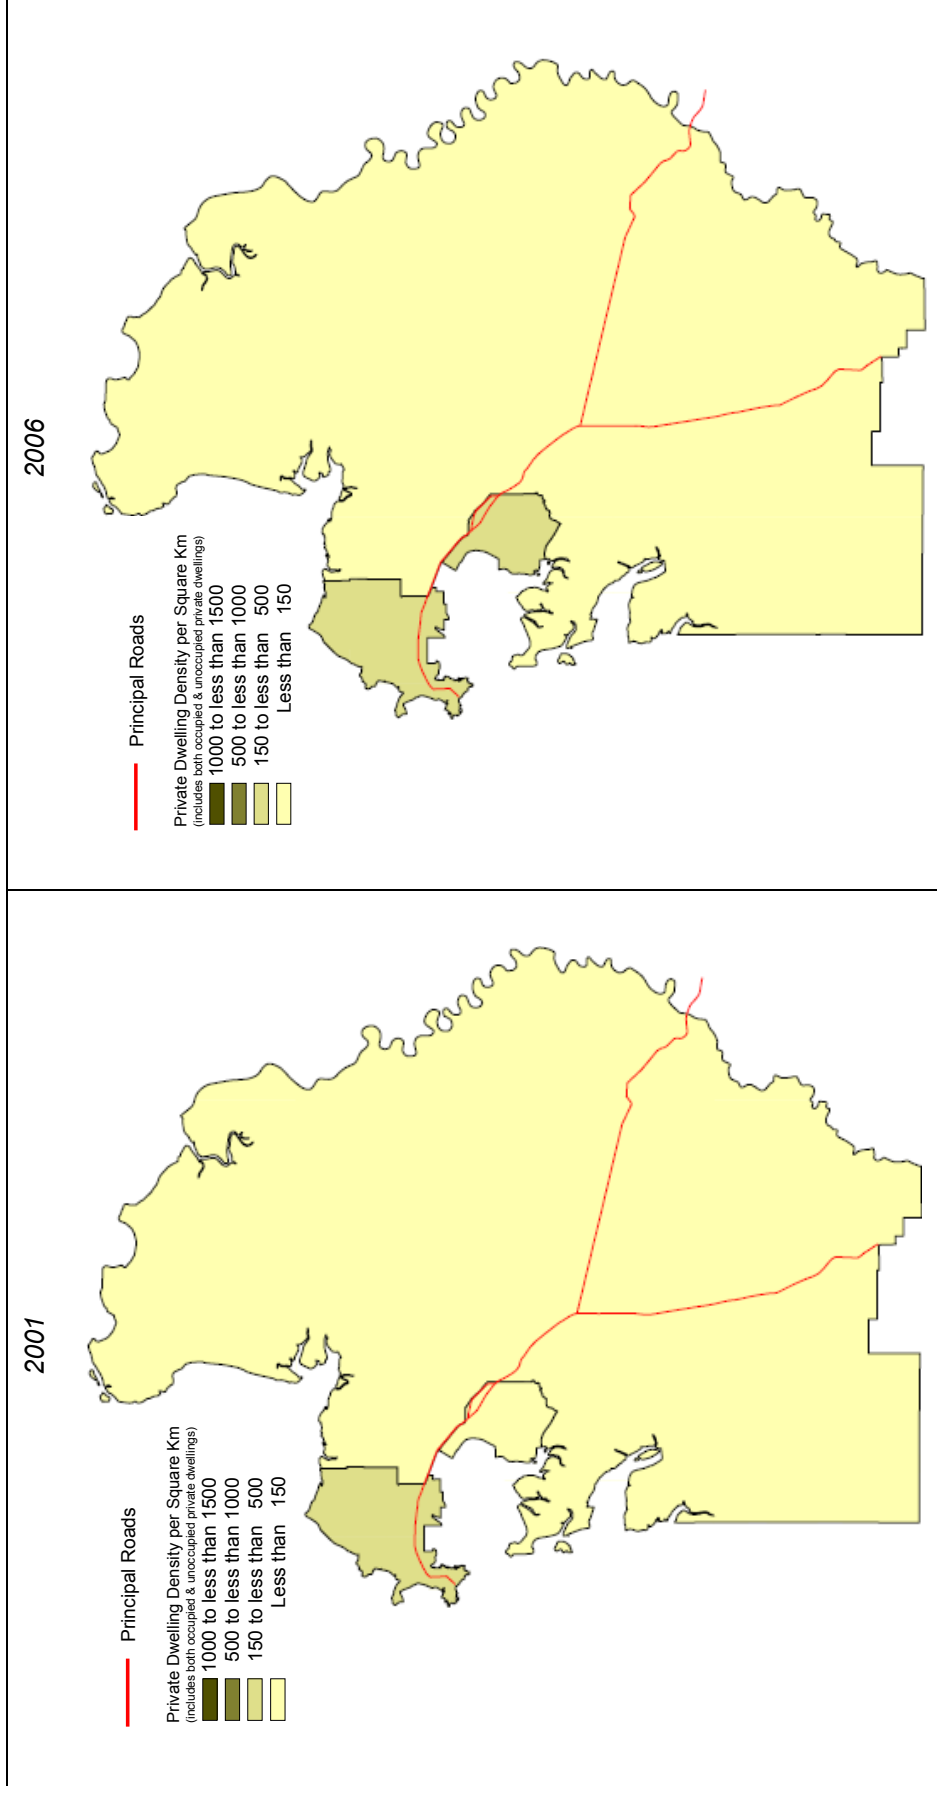 2001
Principal Roads
Private Dwelling Density per Square Km
(includes both occupied & unoccupied private dwellings)
1000 to less than 1500
500 to less than 1000
150 to less than 500
Less than 150
2006
Principal Roads
Private Dwelling Density per Square Km
(includes both occupied & unoccupied private dwellings)
1000 to less than 1500
500 to less than 1000
150 to less than 500
Less than 150